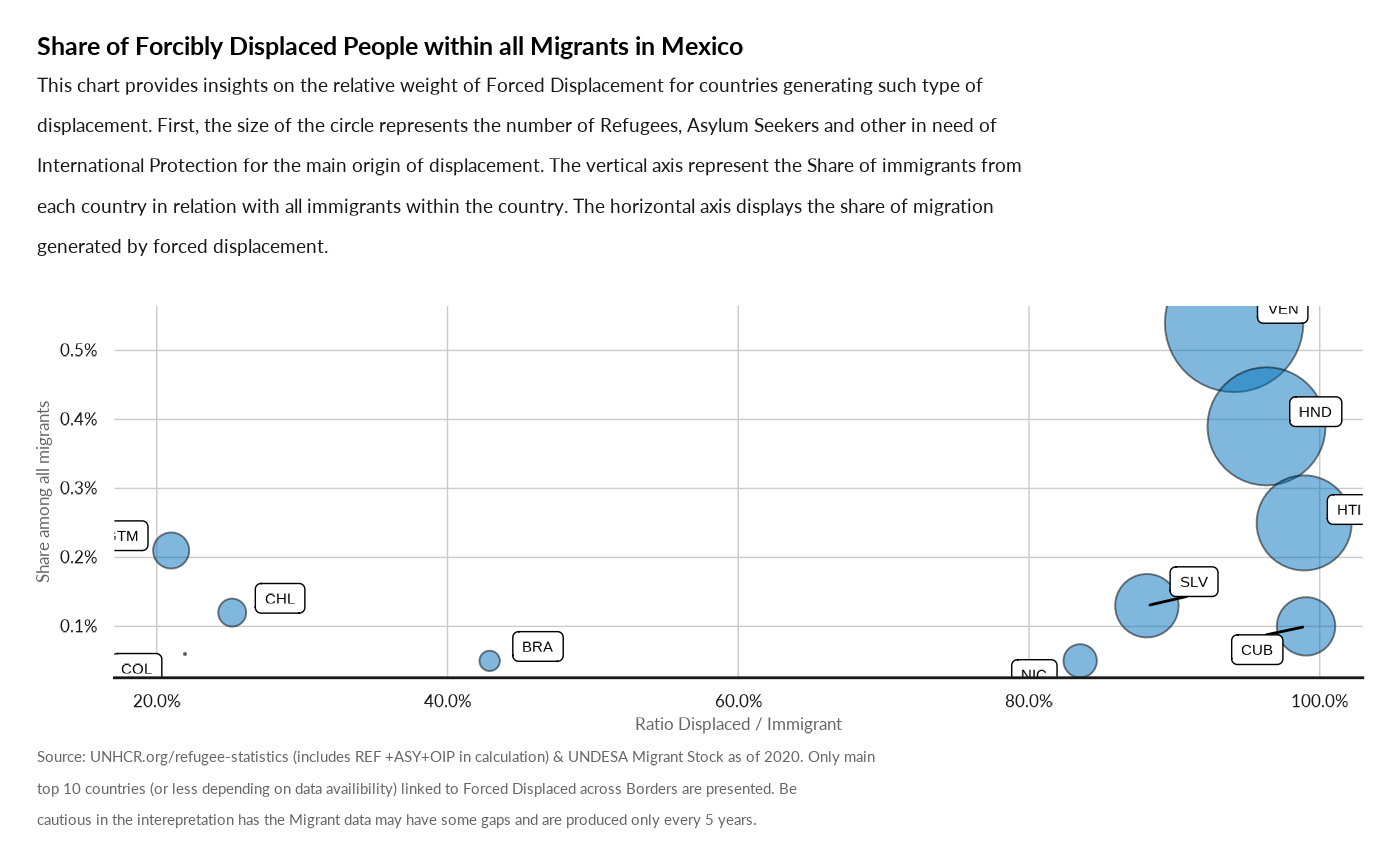 Share of Forcibly Displaced People within all Migrants in Mexico
This chart provides insights on the relative weight of Forced Displacement for countries generating such type of
displacement. First, the size of the circle represents the number of Refugees, Asylum Seekers and other in need of
International Protection for the main origin of displacement. The vertical axis represent the Share of immigrants from
each country in relation with all immigrants within the country. The horizontal axis displays the share of migration
generated by forced displacement.
VEN
0.5%
HND
0.4%
0.3%
HTI
GTM
0.2%
SLV
CHL
0.1%
BRA
CUB
COL
NIC
Share among all migrants
20.0% 40.0% 60.0% 80.0% 100.0%
Ratio Displaced / Immigrant
Source: UNHCR.org/refugee-statistics (includes REF +ASY+OIP in calculation) & UNDESA Migrant Stock as of 2020. Only main
top 10 countries (or less depending on data availibility) linked to Forced Displaced across Borders are presented. Be
cautious in the interepretation has the Migrant data may have some gaps and are produced only every 5 years.